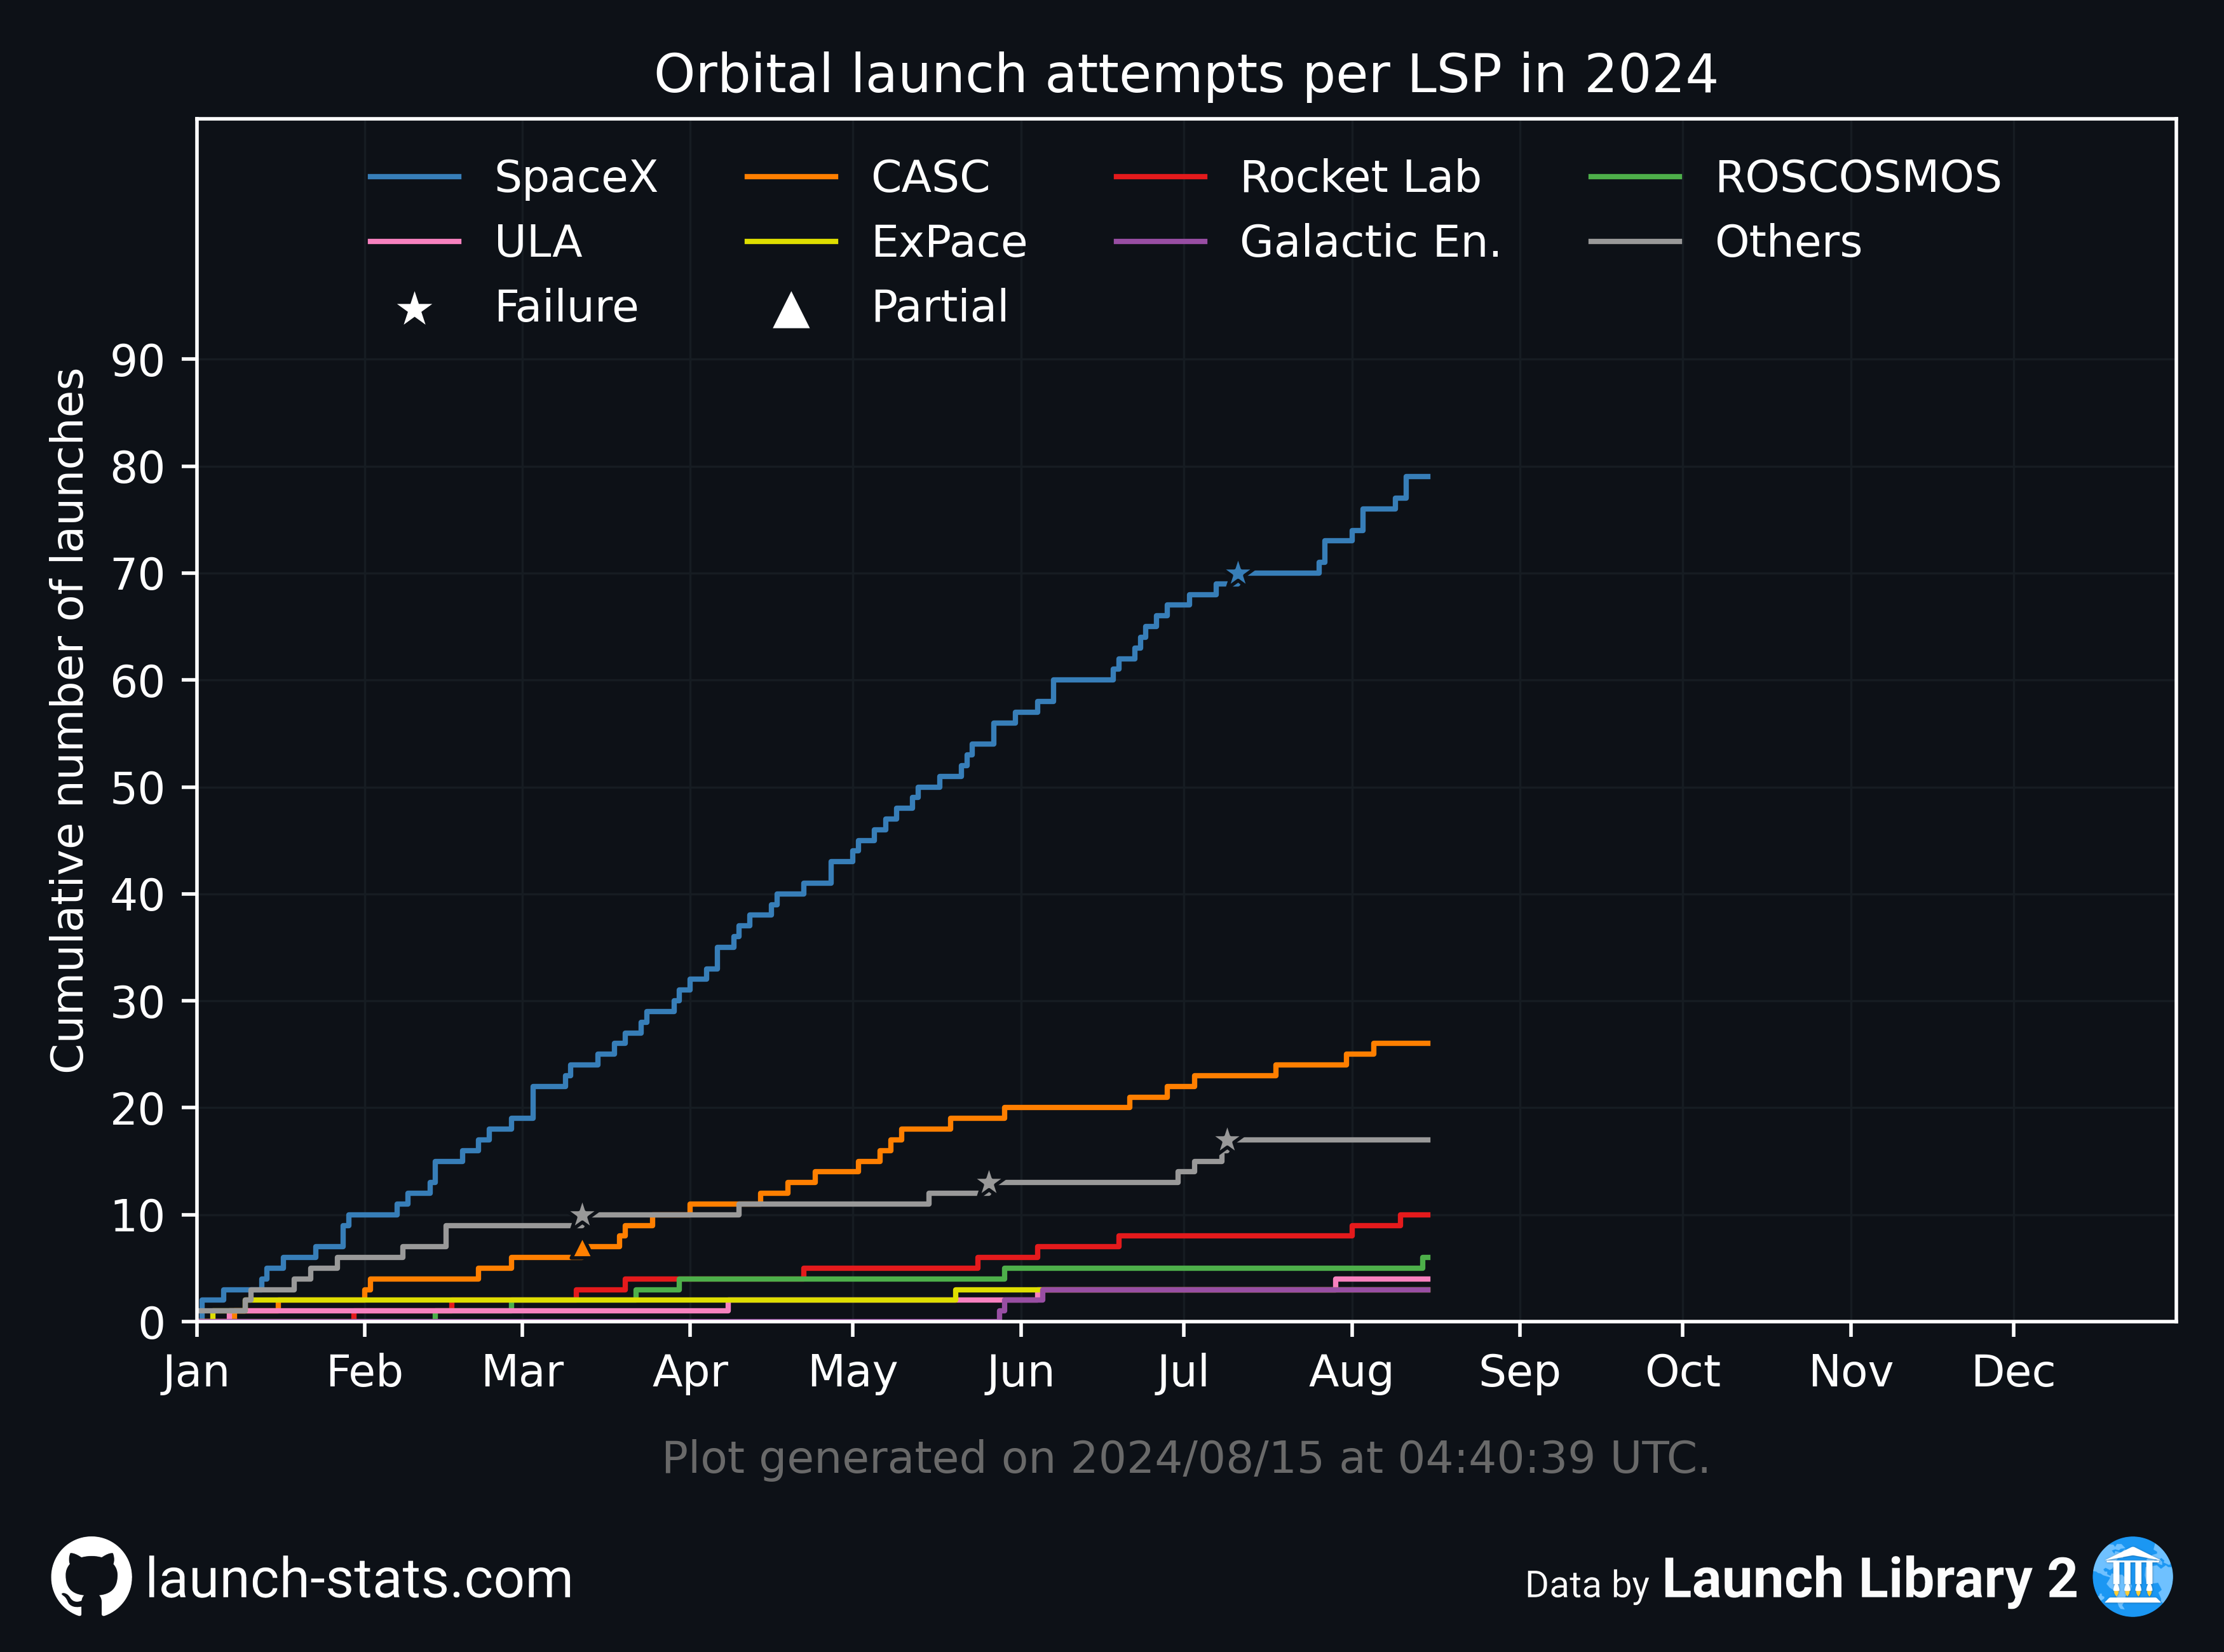 Orbital launch attempts per LSP in 2024
SpaceX CASC Rocket Lab ROSCOSMOS
ULA ExPace Galactic En. Others
Failure Partial
Cumulative number of launches
90
80
70
60
50
40
30
20
10
0
Jan Feb Mar Apr May Jun Jul Aug Sep Oct Nov Dec
Plot generated on 2024/08/15 at 04:40:39 UTC.
launch-stats.com
Data by Launch Library 2